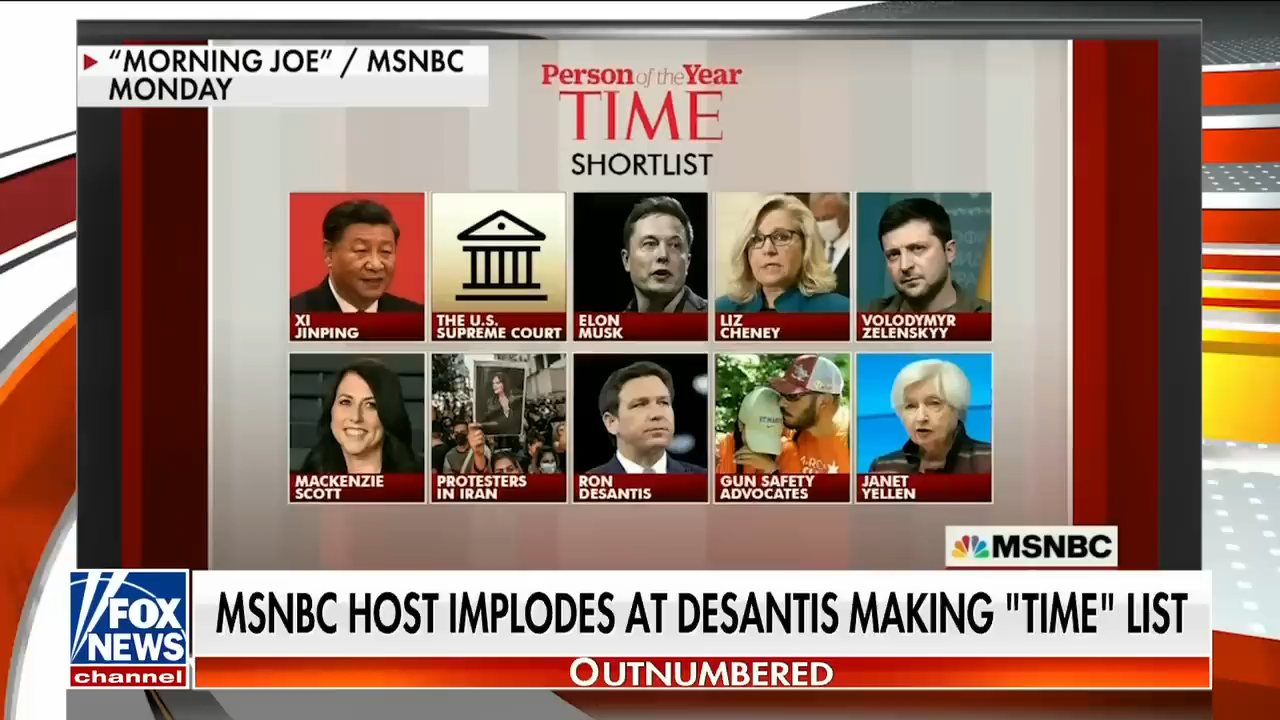 "MORNING JOE" / MSNBC
MONDAY
Person of the Year
TIME
SHORTLIST
XI
JINPING
THE U.S.
SUPREME COURT
ELON
MUSK
LIZ
CHENEY
VOLODYMYR
ZELENSKYY
MACKENZIE
SCOTT
PROTESTERS
IN IRAN
RON
DESANTIS
GUN SAFETY
ADVOCATES
JANET
YELLEN
MSNBC
FOX
NEWS
channel
MSNBC HOST IMPLODES AT DESANTIS MAKING "TIME" LIST
OUTNUMBERED